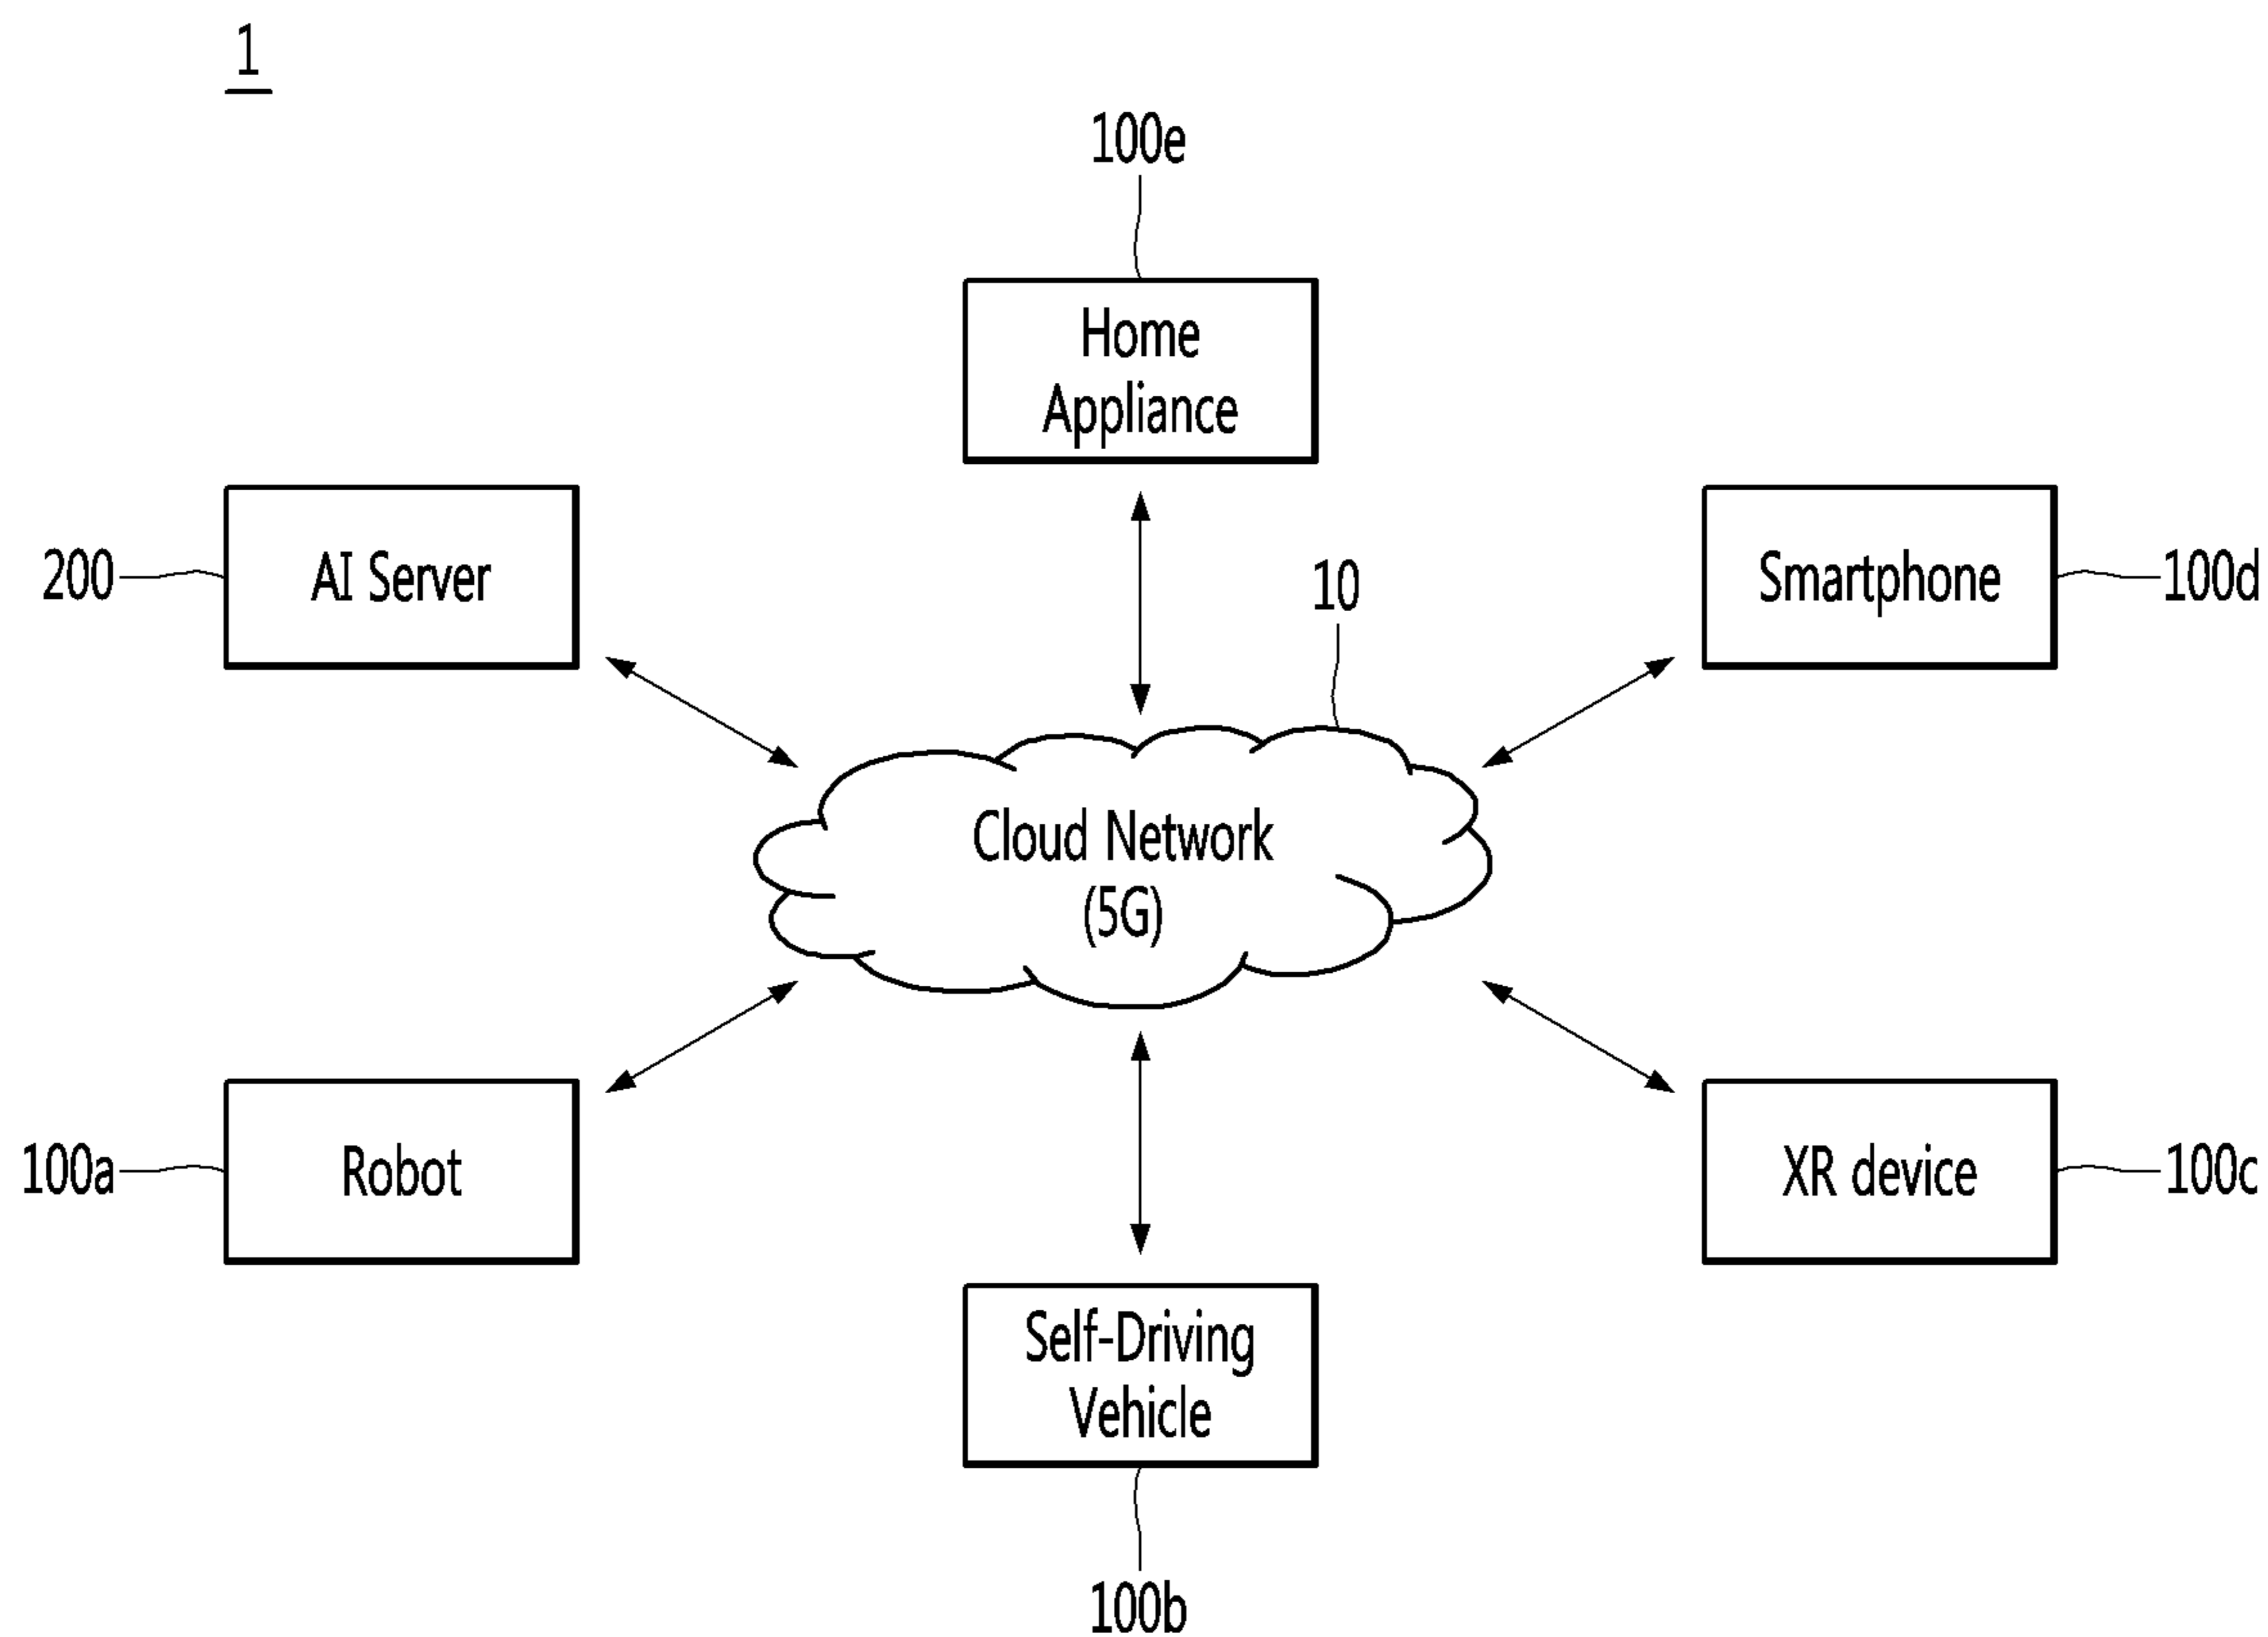 1
100e
Home
Appliance
200
AI Server
10
Smartphone
100d
Cloud Network
(5G)
100a
Robot
XR device
100c
Self-Driving
Vehicle
100b